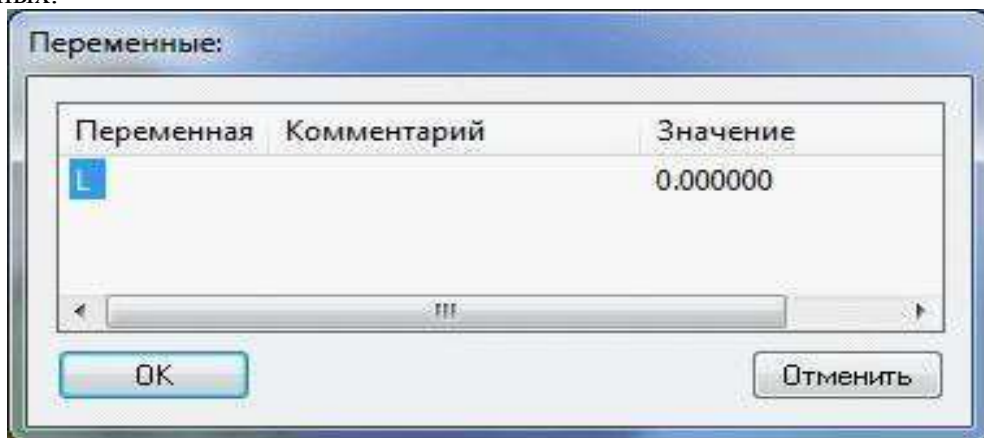 Переменные:
Переменная Комментарий Значение
L 0.000000
OK Отменить